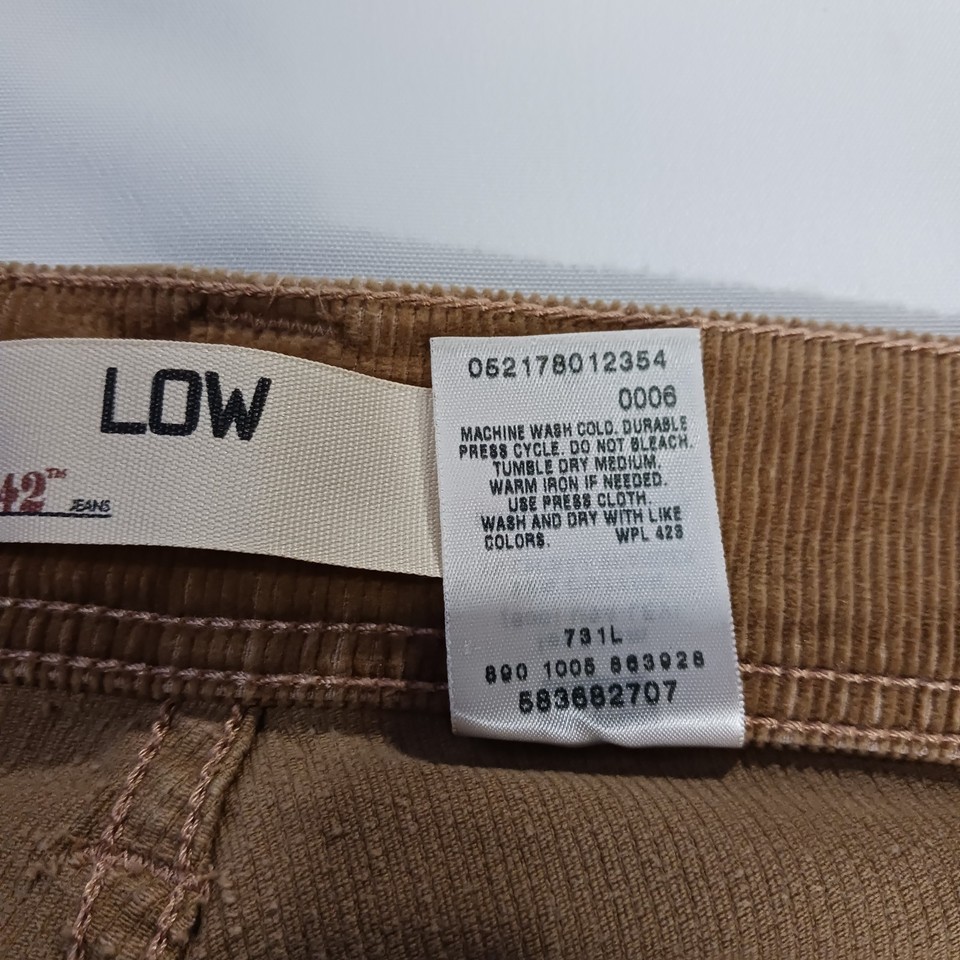 LOW
42™ JEANS
052178012354
0006
MACHINE WASH COLD. DURABLE
PRESS CYCLE. DO NOT BLEACH.
TUMBLE DRY MEDIUM.
WARM IRON IF NEEDED.
USE PRESS CLOTH.
WASH AND DRY WITH LIKE
COLORS. WPL 423
731L
890 1005 863928
583682707